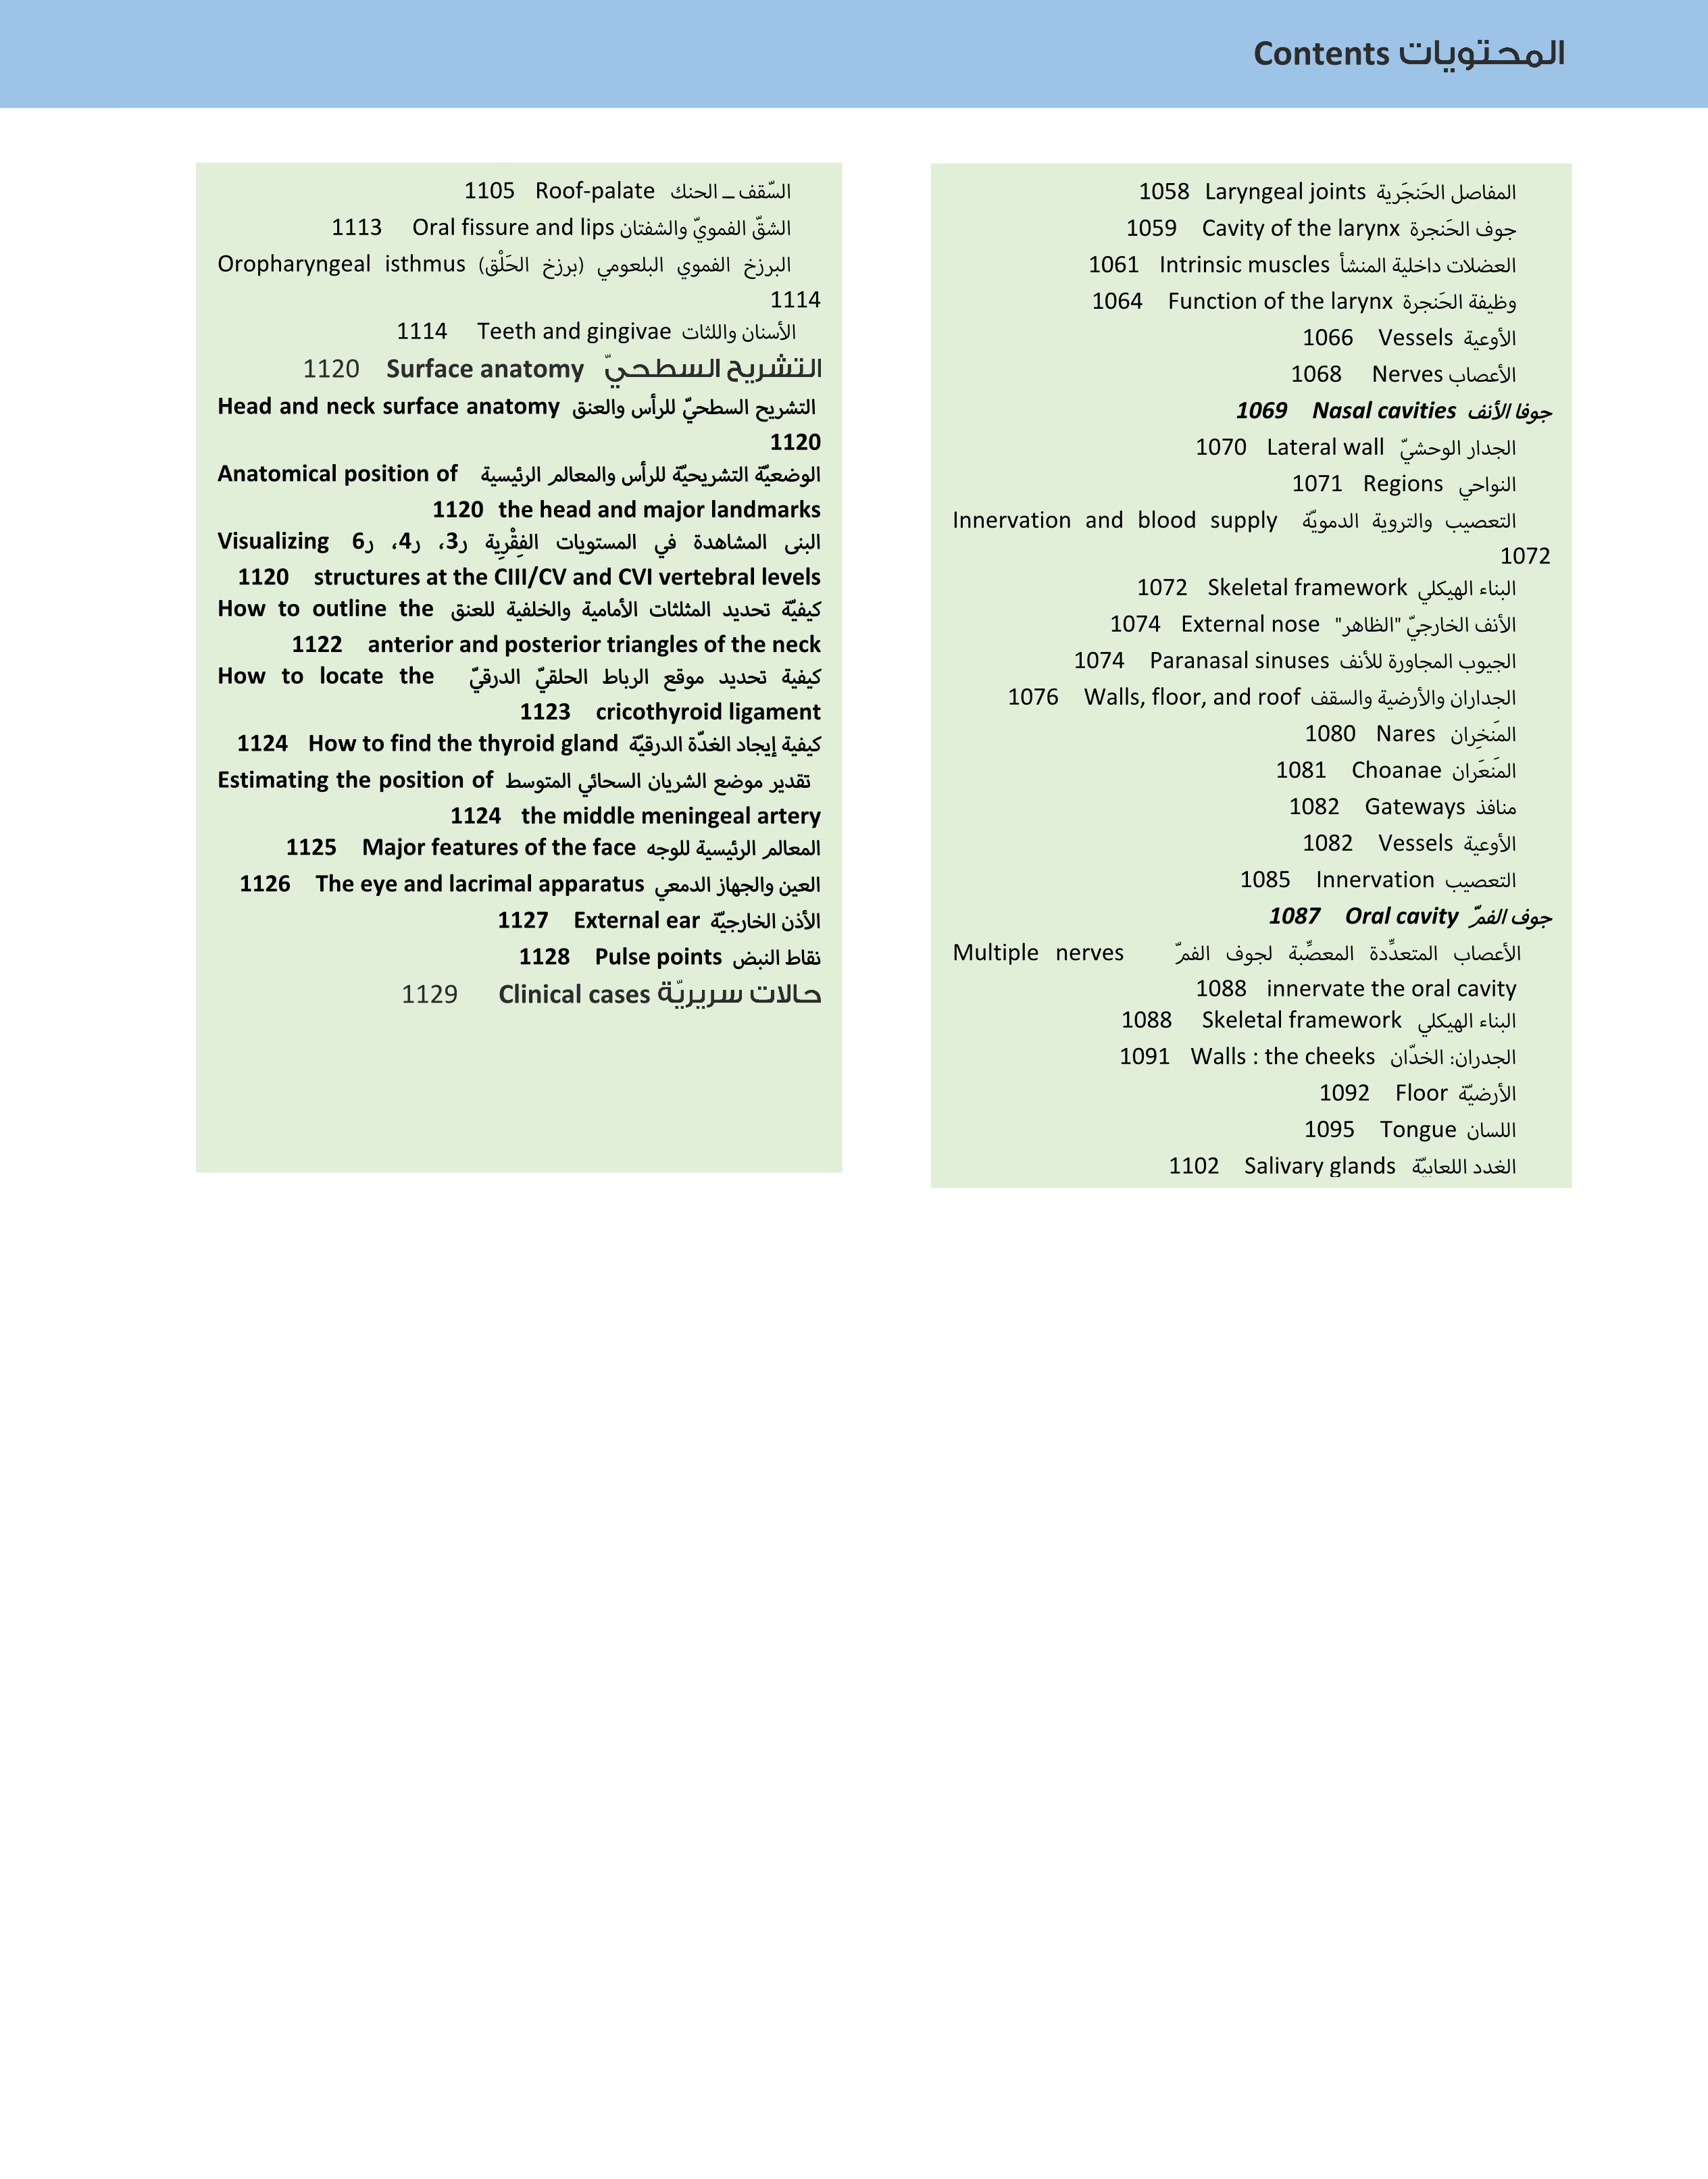 المحتويات Contents
المفاصل الحَنجَرية Laryngeal joints 1058
جوف الحَنجرة Cavity of the larynx 1059
العضلات داخلية المنشأ Intrinsic muscles 1061
وظيفة الحَنجرة Function of the larynx 1064
الأوعية Vessels 1066
الأعصاب Nerves 1068
جوفا الأنف Nasal cavities 1069
الجدار الوحشيّ Lateral wall 1070
النواحي Regions 1071
التعصيب والتروية الدمويّة Innervation and blood supply
1072
البناء الهيكلي Skeletal framework 1072
الأنف الخارجيّ "الظاهر" External nose 1074
الجيوب المجاورة للأنف Paranasal sinuses 1074
الجداران والأرضية والسقف Walls, floor, and roof 1076
المَنخِران Nares 1080
المَنعَران Choanae 1081
منافذ Gateways 1082
الأوعية Vessels 1082
التعصيب Innervation 1085
جوف الفمّ Oral cavity 1087
الأعصاب المتعدِّدة المعصِّبة لجوف الفمّ Multiple nerves
innervate the oral cavity 1088
البناء الهيكلي Skeletal framework 1088
الجدران: الخدّان Walls : the cheeks 1091
الأرضيّة Floor 1092
اللسان Tongue 1095
الغدد اللعابيّة Salivary glands 1102
السّقف ــ الحنك Roof-palate 1105
الشقّ الفمويّ والشفتان Oral fissure and lips 1113
البرزخ الفموي البلعومي (برزخ الحَلْق) Oropharyngeal isthmus
1114
الأسنان واللثات Teeth and gingivae 1114
التشريح السطحيّ Surface anatomy 1120
التشريح السطحيّ للرأس والعنق Head and neck surface anatomy
1120
الوضعيّة التشريحيّة للرأس والمعالم الرئيسية Anatomical position of
the head and major landmarks 1120
البنى المشاهدة في المستويات الفِقْرِية ر3، ر4، ر6 Visualizing
structures at the CIII/CV and CVI vertebral levels 1120
كيفيّة تحديد المثلثات الأمامية والخلفية للعنق How to outline the
anterior and posterior triangles of the neck 1122
كيفية تحديد موقع الرباط الحلقيّ الدرقيّ How to locate the
cricothyroid ligament 1123
كيفية إيجاد الغدّة الدرقيّة How to find the thyroid gland 1124
تقدير موضع الشريان السحائي المتوسط Estimating the position of
the middle meningeal artery 1124
المعالم الرئيسية للوجه Major features of the face 1125
العين والجهاز الدمعي The eye and lacrimal apparatus 1126
الأذن الخارجيّة External ear 1127
نقاط النبض Pulse points 1128
حالات سريريّة Clinical cases 1129